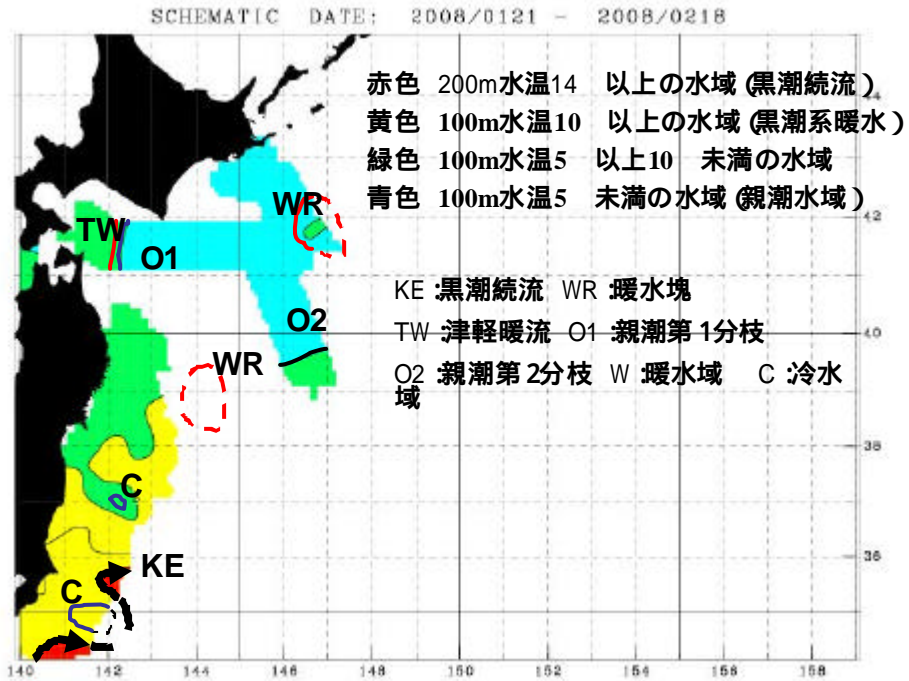 SCHEMATIC DATE: 2008/0121 - 2008/0218
赤色 200m水温14 以上の水域 (黒潮続流)
44
黄色 100m水温10 以上の水域 (黒潮系暖水)
緑色 100m水温5 以上10 未満の水域
青色 100m水温5 未満の水域 (親潮水域)
WR
42
TW
O1
KE :黒潮続流 WR :暖水塊
O2
TW :津軽暖流 O1 :親潮第1分枝
40
WR
O2 :親潮第2分枝 W :暖水域 C :冷水
域
38
C
KE
36
C
140 142 144 146 148 150 152 154 156 158